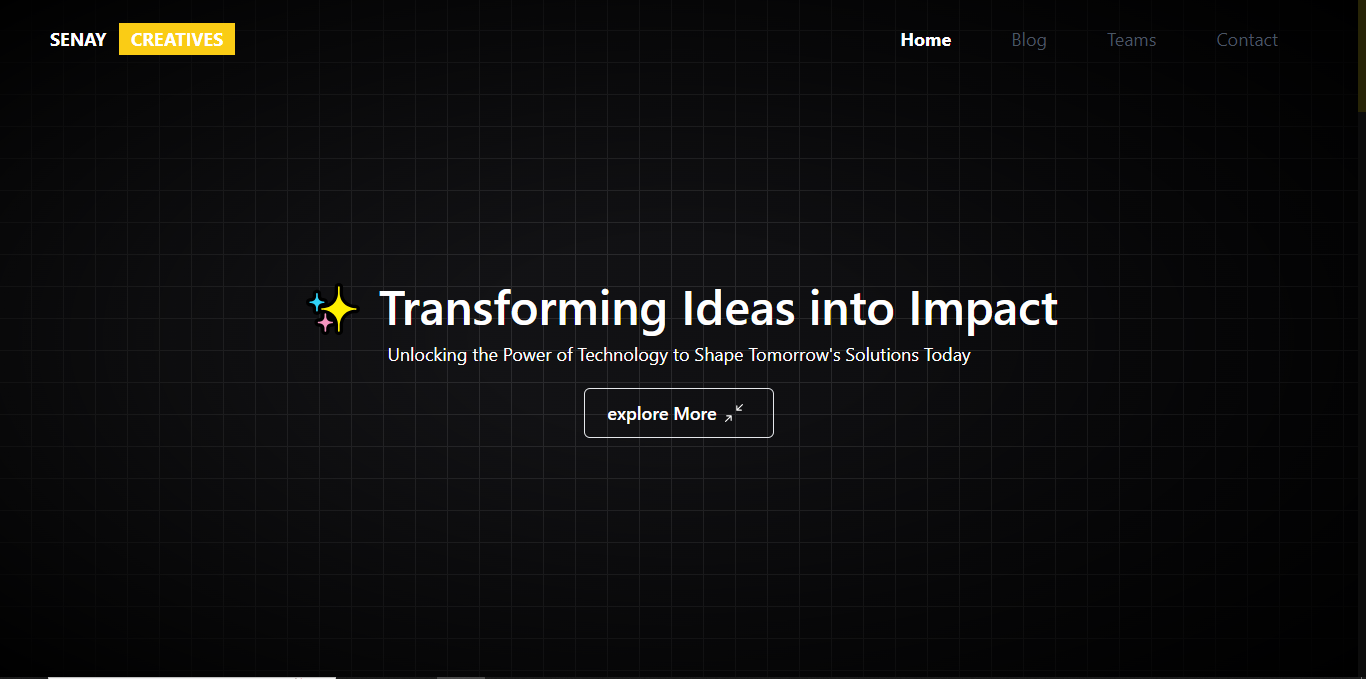 SENAY CREATIVES Home Blog Teams Contact
✨ Transforming Ideas into Impact
Unlocking the Power of Technology to Shape Tomorrow's Solutions Today
explore More